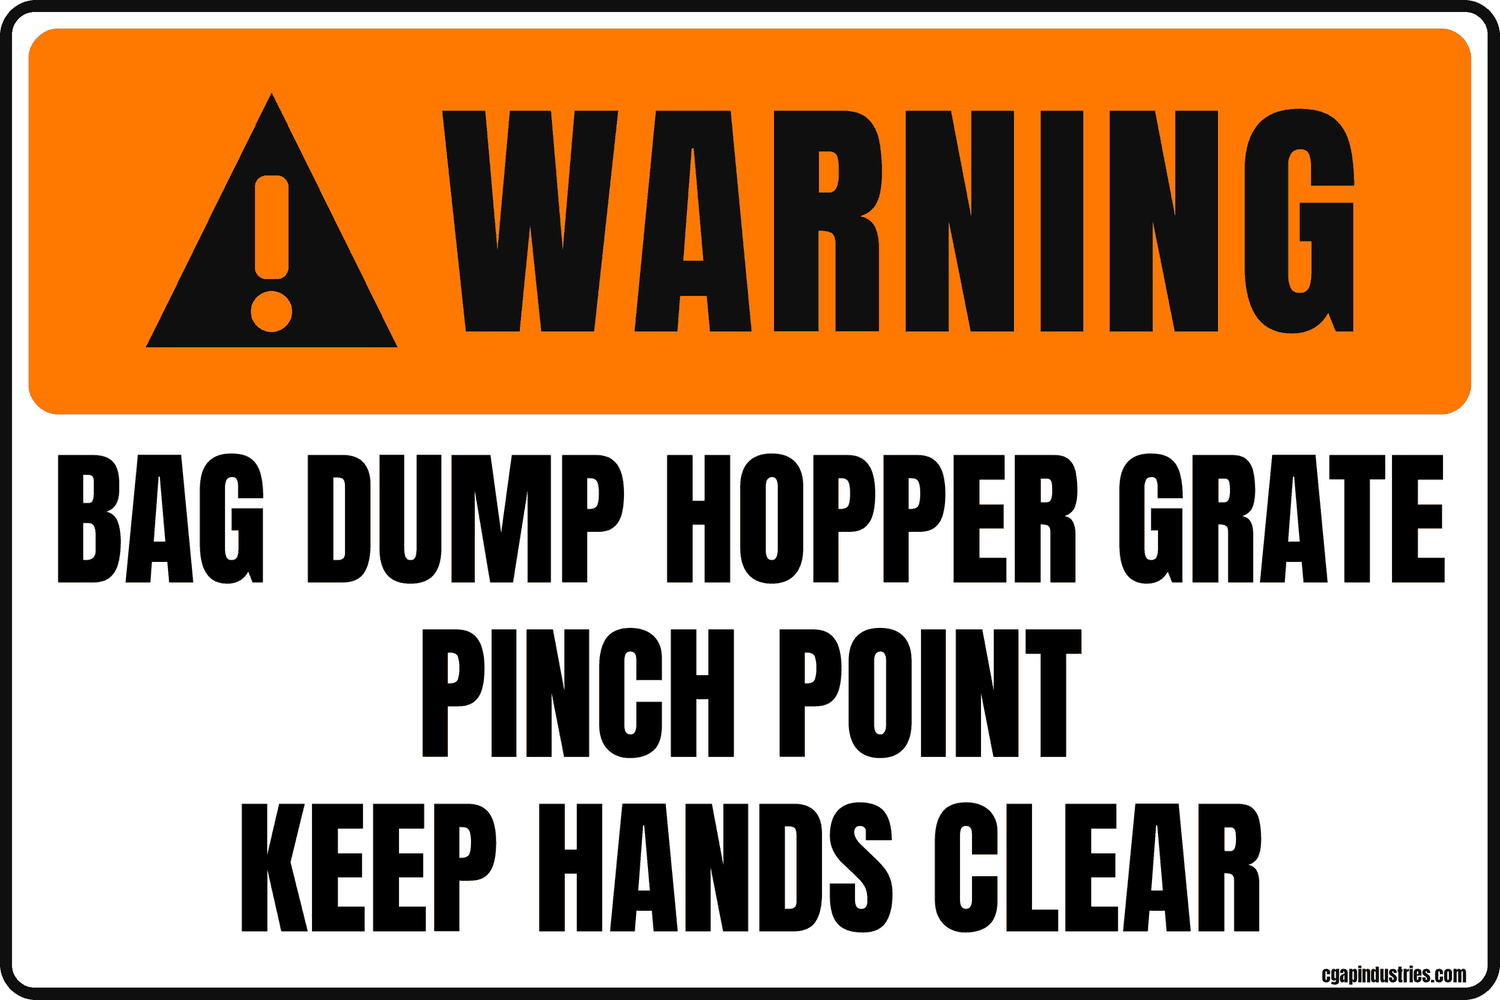 WARNING
BAG DUMP HOPPER GRATE
PINCH POINT
KEEP HANDS CLEAR
cgapindustries.com